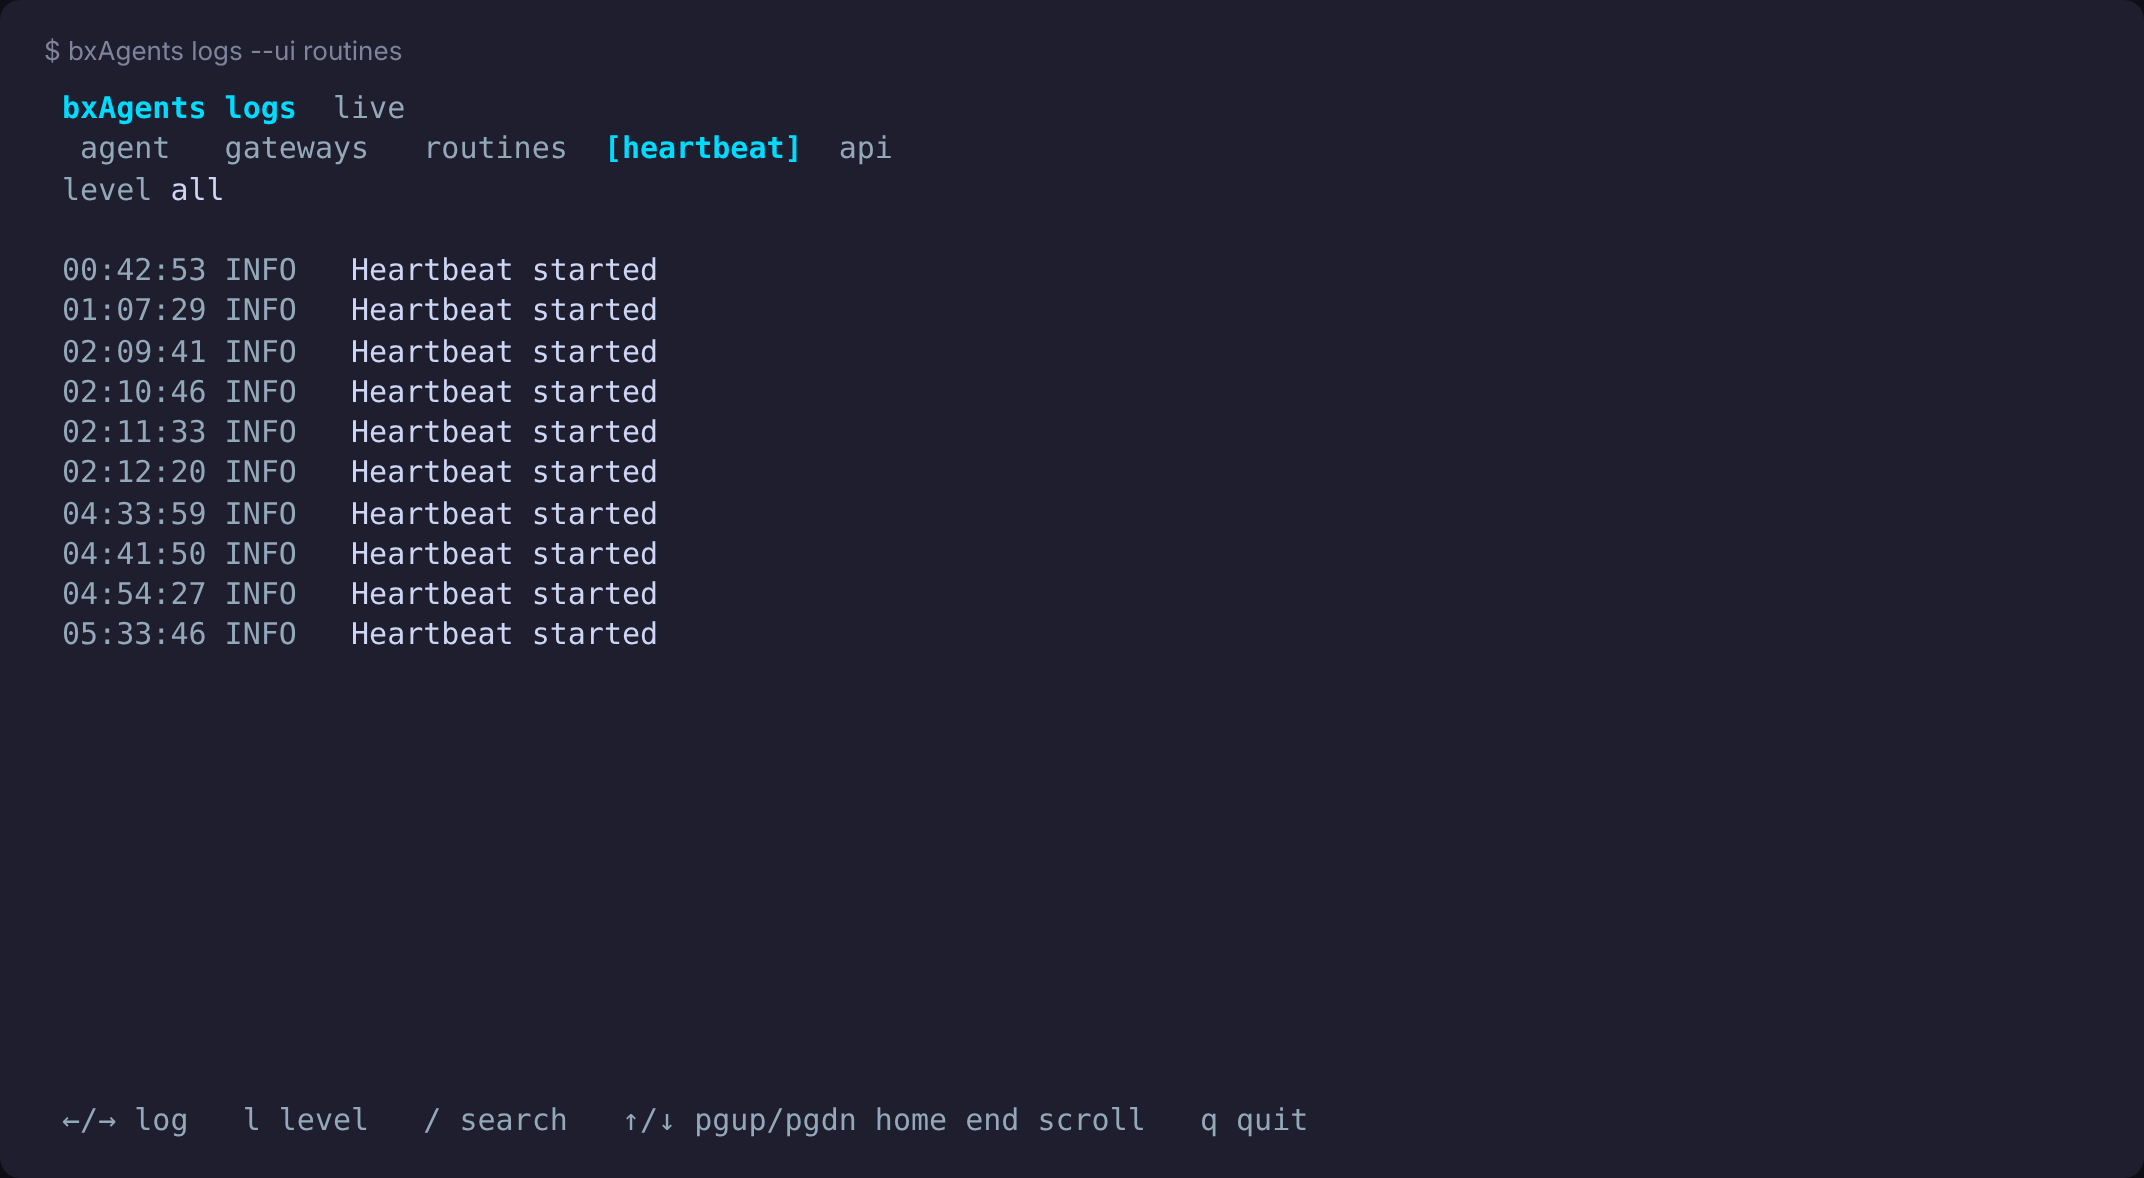 $ bxAgents logs --ui routines
bxAgents logs  live
agent   gateways   routines  [heartbeat]  api
level all
00:42:53 INFO   Heartbeat started
01:07:29 INFO   Heartbeat started
02:09:41 INFO   Heartbeat started
02:10:46 INFO   Heartbeat started
02:11:33 INFO   Heartbeat started
02:12:20 INFO   Heartbeat started
04:33:59 INFO   Heartbeat started
04:41:50 INFO   Heartbeat started
04:54:27 INFO   Heartbeat started
05:33:46 INFO   Heartbeat started
←/→ log   l level   / search   ↑/↓ pgup/pgdn home end scroll   q quit